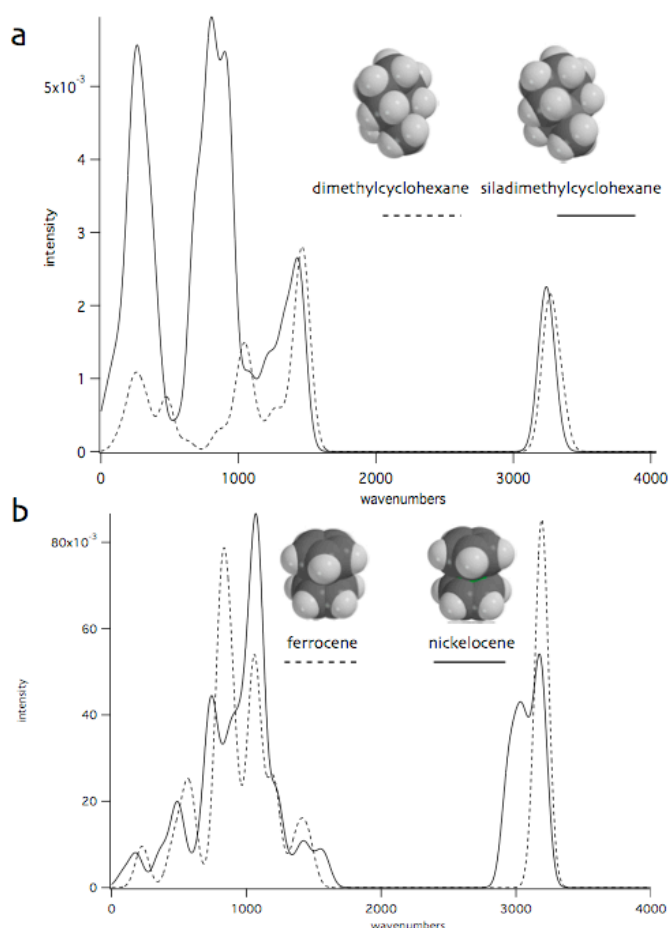 a
5x10⁻³
4
3
2
1
0
intensity
dimethylcyclohexane siladimethylcyclohexane
0 1000 2000 3000 4000
wavenumbers
b
80x10⁻³
60
40
20
0
intensity
ferrocene nickelocene
0 1000 2000 3000 4000
wavenumbers